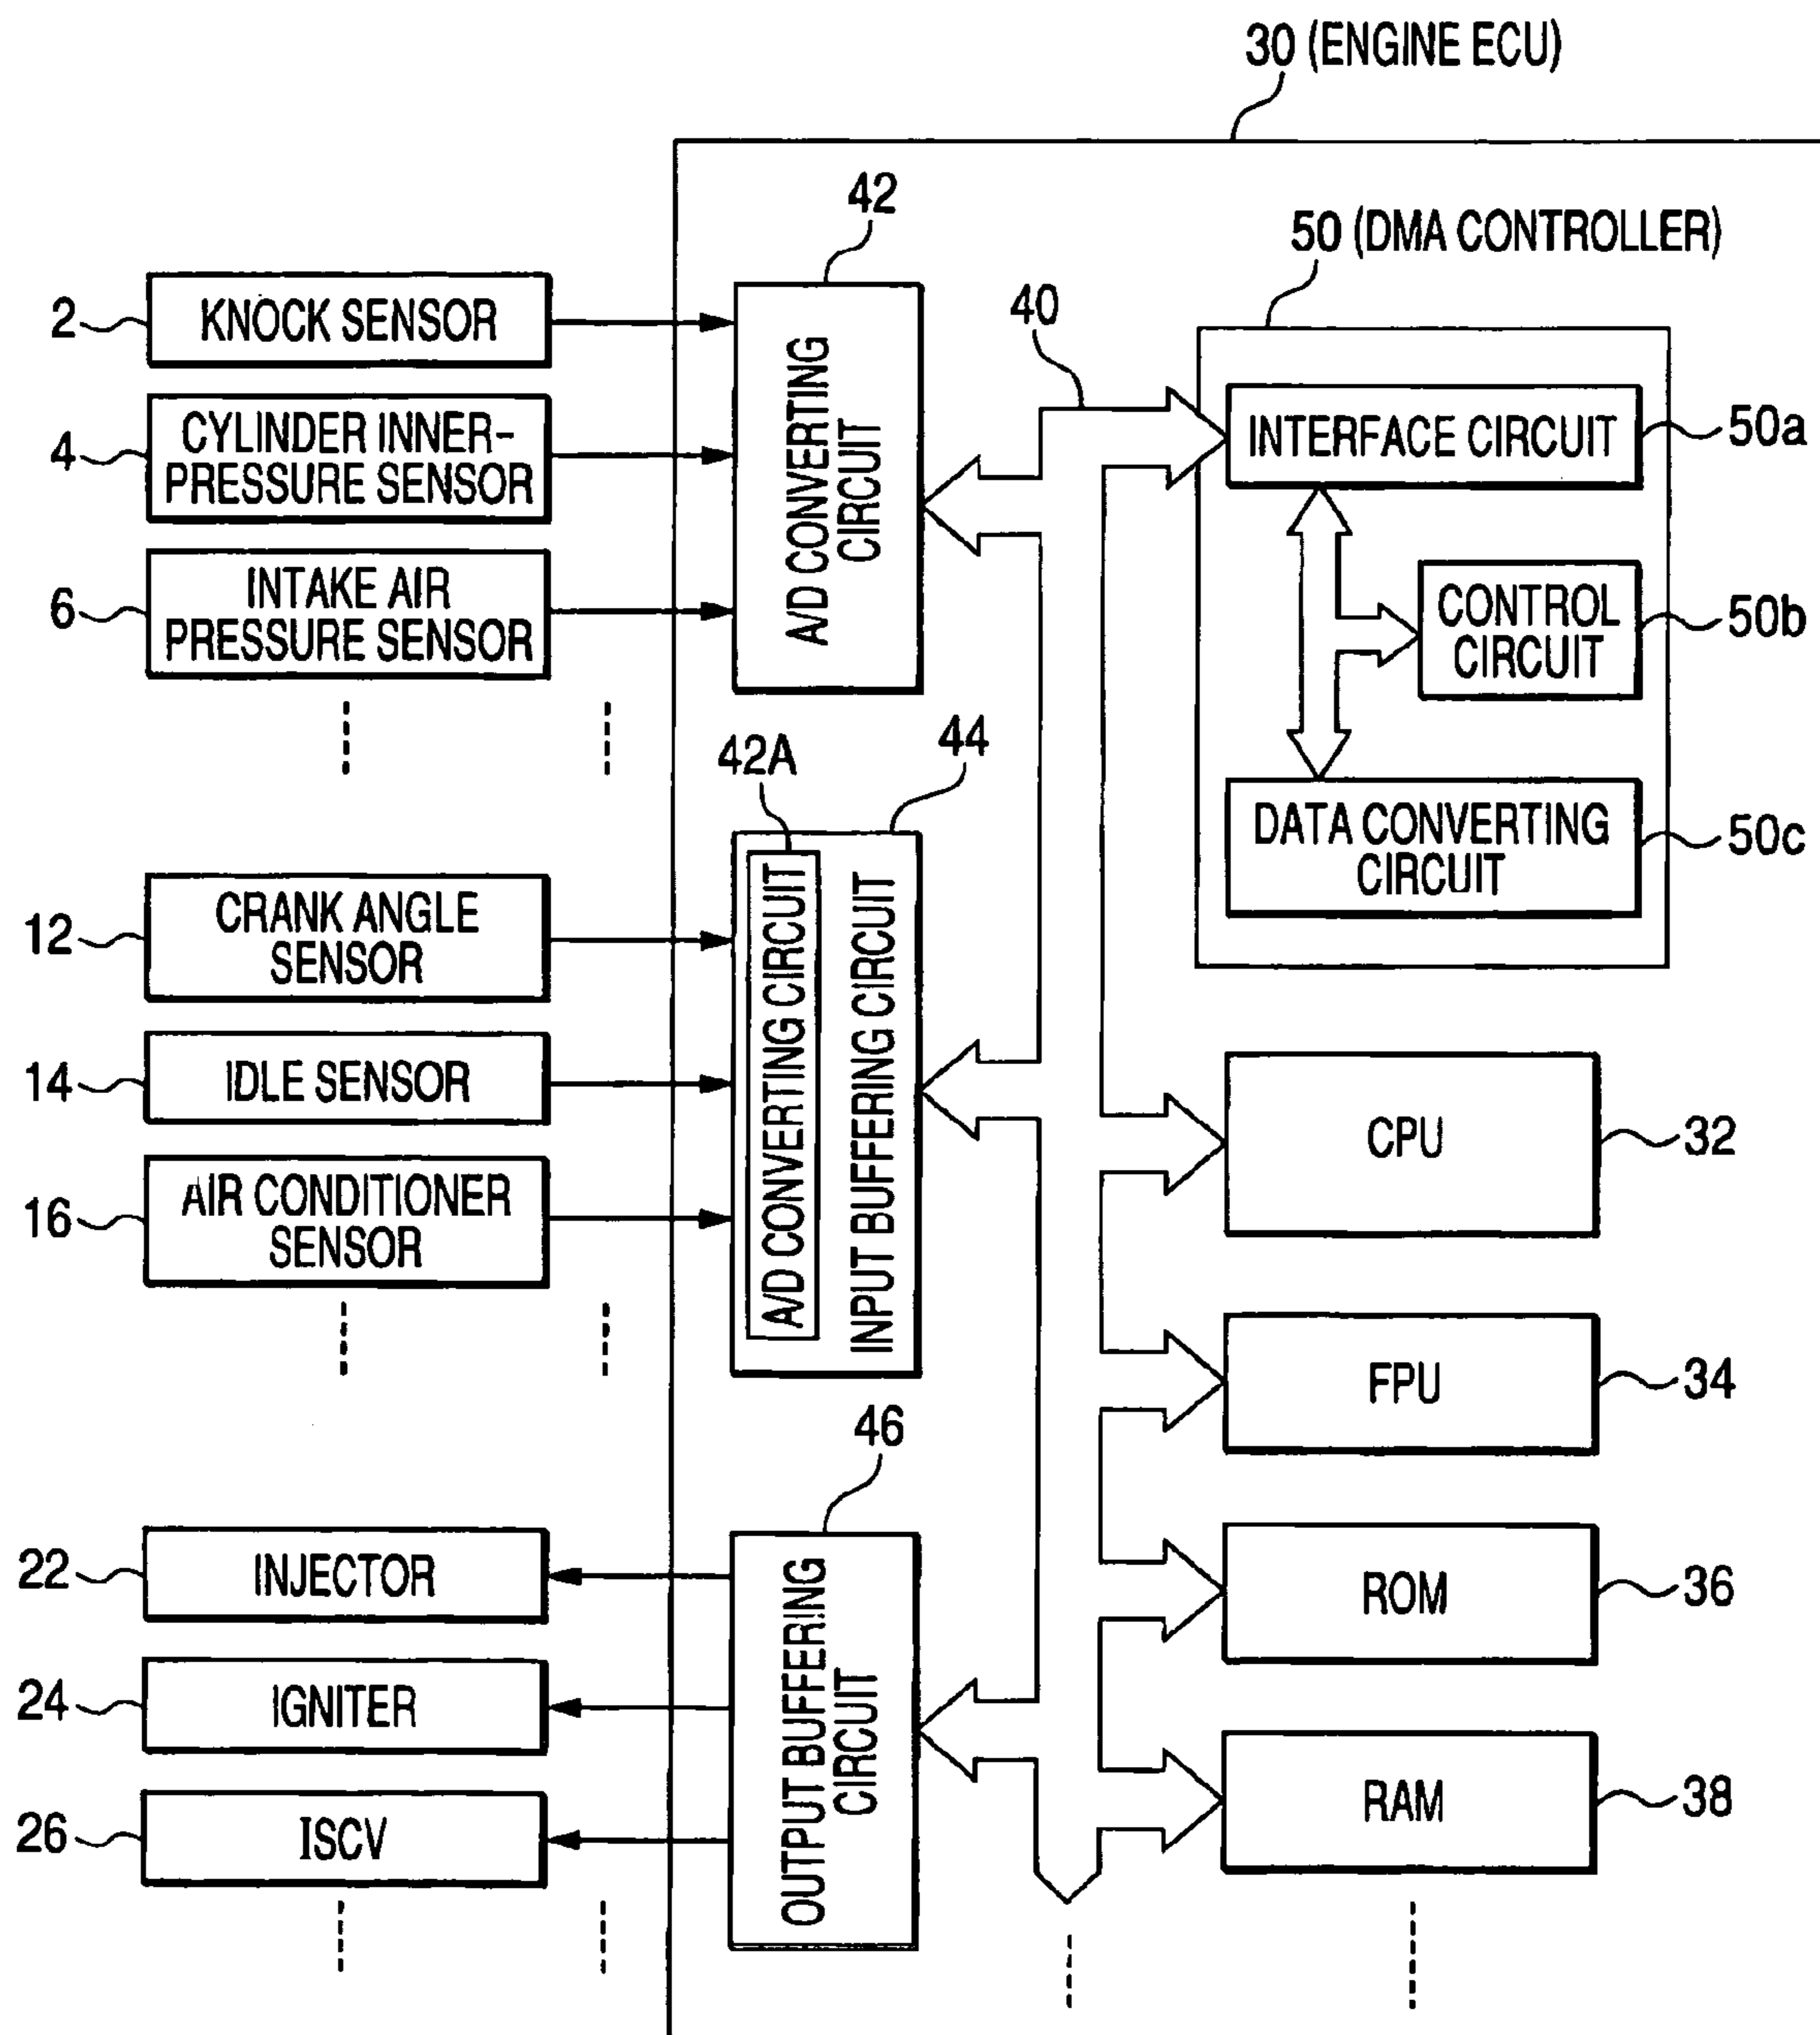 30 (ENGINE ECU)
42
50 (DMA CONTROLLER)
2
KNOCK SENSOR
40
4
CYLINDER INNER-
PRESSURE SENSOR
A/D CONVERTING
CIRCUIT
INTERFACE CIRCUIT
50a
6
INTAKE AIR
PRESSURE SENSOR
CONTROL
CIRCUIT
50b
42A
44
DATA CONVERTING
CIRCUIT
50c
12
CRANK ANGLE
SENSOR
A/D CONVERTING CIRCUIT
INPUT BUFFERING CIRCUIT
14
IDLE SENSOR
CPU
32
16
AIR CONDITIONER
SENSOR
FPU
34
46
22
INJECTOR
OUTPUT BUFFERING
CIRCUIT
ROM
36
24
IGNITER
26
ISCV
RAM
38